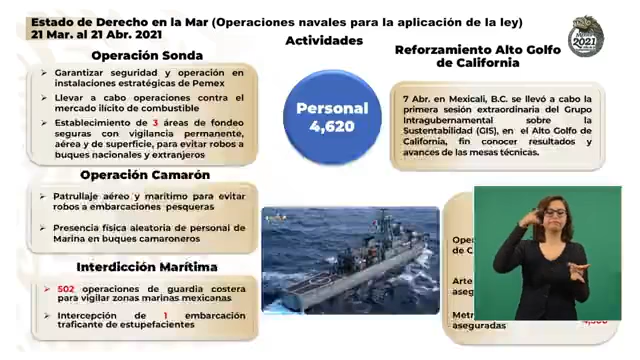 Estado de Derecho en la Mar (Operaciones navales para la aplicación de la ley)
21 Mar. al 21 Abr. 2021
2021
Operación Sonda
➢ Garantizar seguridad y operación en
instalaciones estratégicas de Pemex
➢ Llevar a cabo operaciones contra el
mercado ilícito de combustible
➢ Establecimiento de 3 áreas de fondeo
seguras con vigilancia permanente,
aérea y de superficie, para evitar robos a
buques nacionales y extranjeros
Operación Camarón
➢ Patrullaje aéreo y marítimo para evitar
robos a embarcaciones pesqueras
➢ Presencia física aleatoria de personal de
Marina en buques camaroneros
Interdicción Marítima
➢ 502 operaciones de guardia costera
para vigilar zonas marinas mexicanas
➢ Intercepción de 1 embarcación
traficante de estupefacientes
Actividades
Personal
4,620
Reforzamiento Alto Golfo
de California
7 Abr. en Mexicali, B.C. se llevó a cabo la
primera sesión extraordinaria del Grupo
Intragubernamental sobre la
Sustentabilidad (GIS), en el Alto Golfo de
California, fin conocer resultados y
avances de las mesas técnicas.
Oper
de C
Arte
aseg
Metr
aseguradas